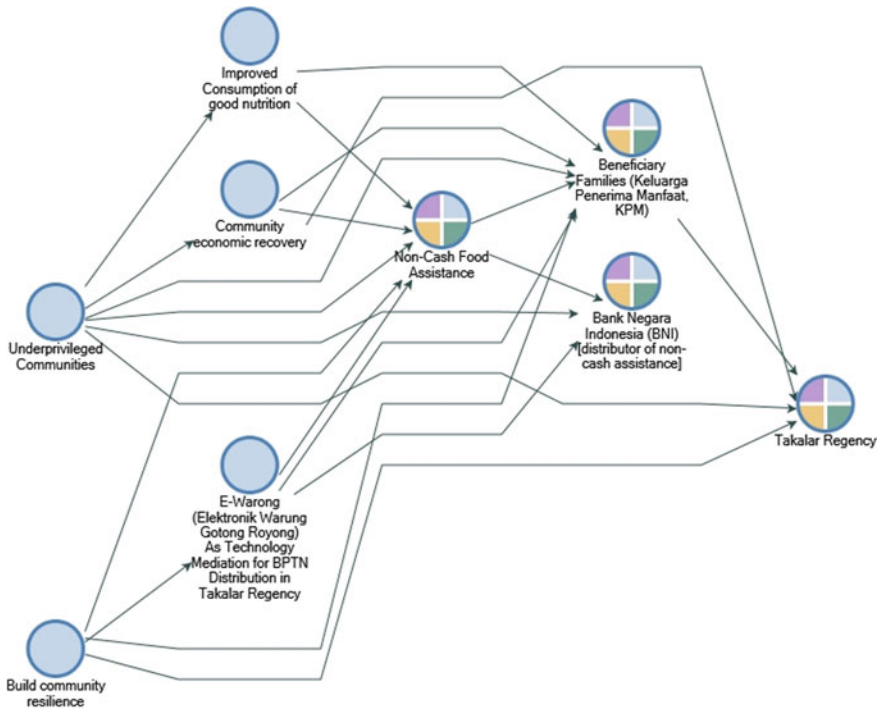 Improved
Consumption of
good nutrition
Beneficiary
Families (Keluarga
Penerima Manfaat,
KPM)
Community
economic recovery
Non-Cash Food
Assistance
Bank Negara
Indonesia (BNI)
[distributor of non-
cash assistance]
Underprivileged
Communities
Takalar Regency
E-Warong
(Elektronik Warung
Gotong Royong)
As Technology
Mediation for BPTN
Distribution in
Takalar Regency
Build community
resilience